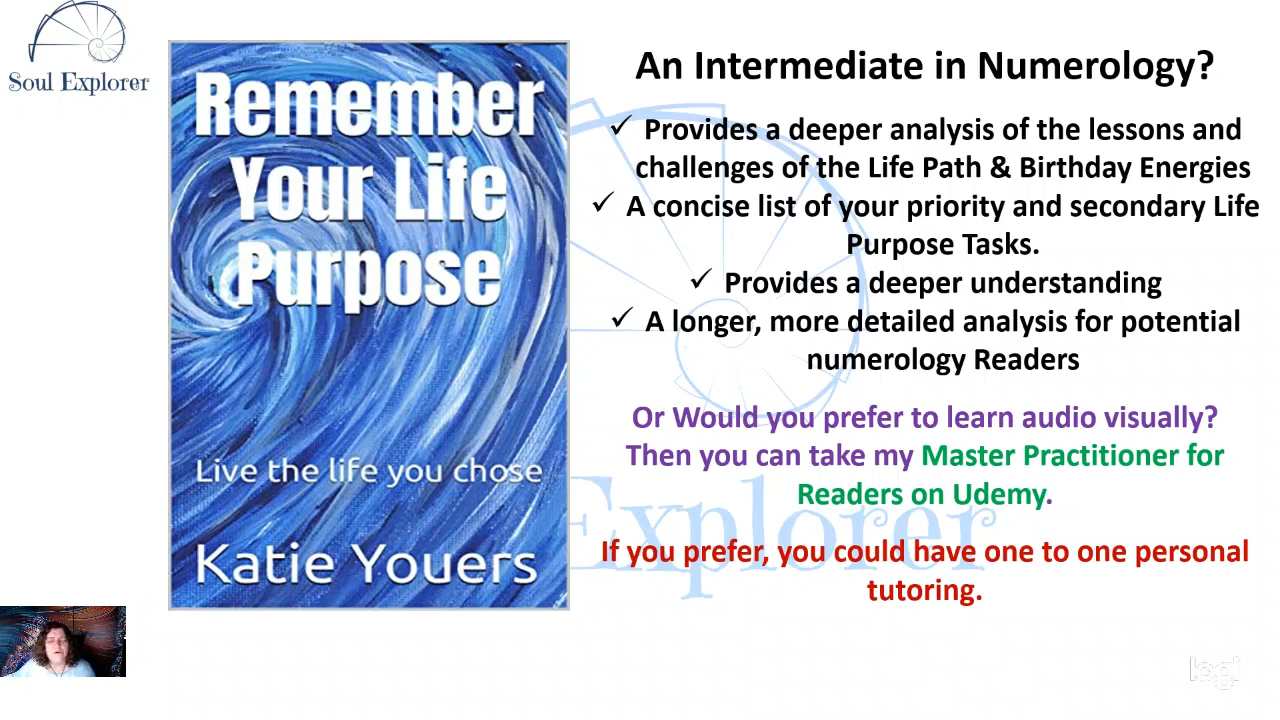 Soul Explorer
Remember
Your Life
Purpose
Live the life you chose
Katie Youers
An Intermediate in Numerology?
✓ Provides a deeper analysis of the lessons and
challenges of the Life Path & Birthday Energies
✓ A concise list of your priority and secondary Life
Purpose Tasks.
✓ Provides a deeper understanding
✓ A longer, more detailed analysis for potential
numerology Readers
Or Would you prefer to learn audio visually?
Then you can take my Master Practitioner for
Readers on Udemy.
Explorer
If you prefer, you could have one to one personal
tutoring.
logi